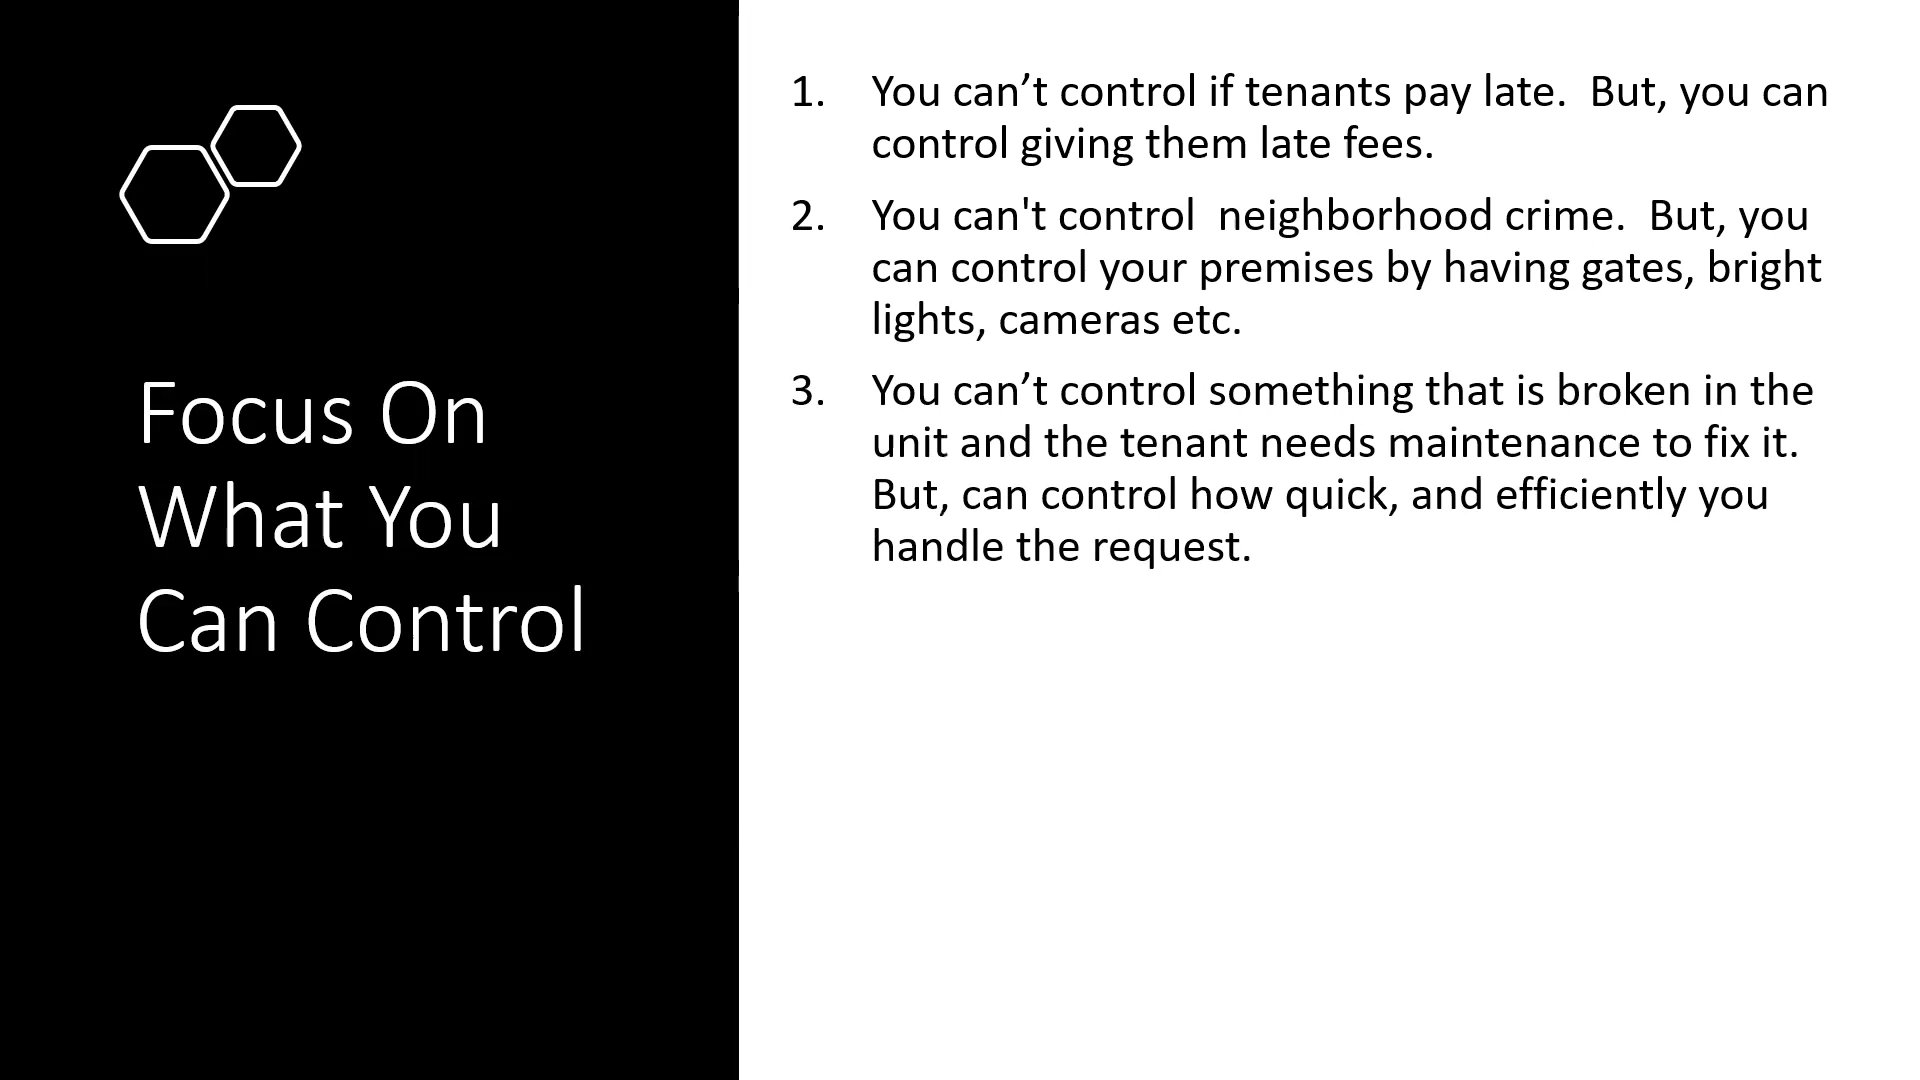 Focus On
What You
Can Control
1. You can’t control if tenants pay late.  But, you can
control giving them late fees.
2. You can't control  neighborhood crime.  But, you
can control your premises by having gates, bright
lights, cameras etc.
3. You can’t control something that is broken in the
unit and the tenant needs maintenance to fix it.
But, can control how quick, and efficiently you
handle the request.